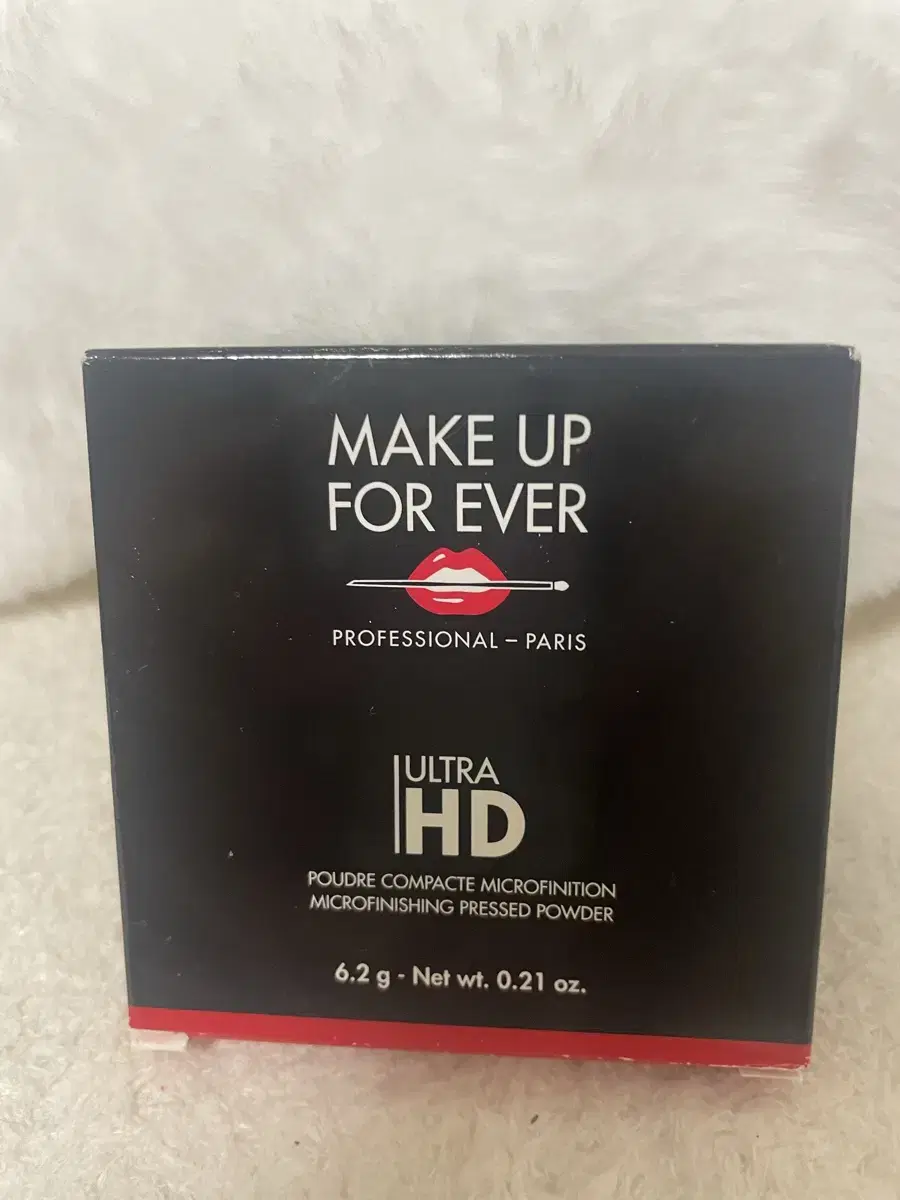 MAKE UP
FOR EVER
PROFESSIONAL – PARIS
ULTRA
HD
POUDRE COMPACTE MICROFINITION
MICROFINISHING PRESSED POWDER
6.2 g - Net wt. 0.21 oz.